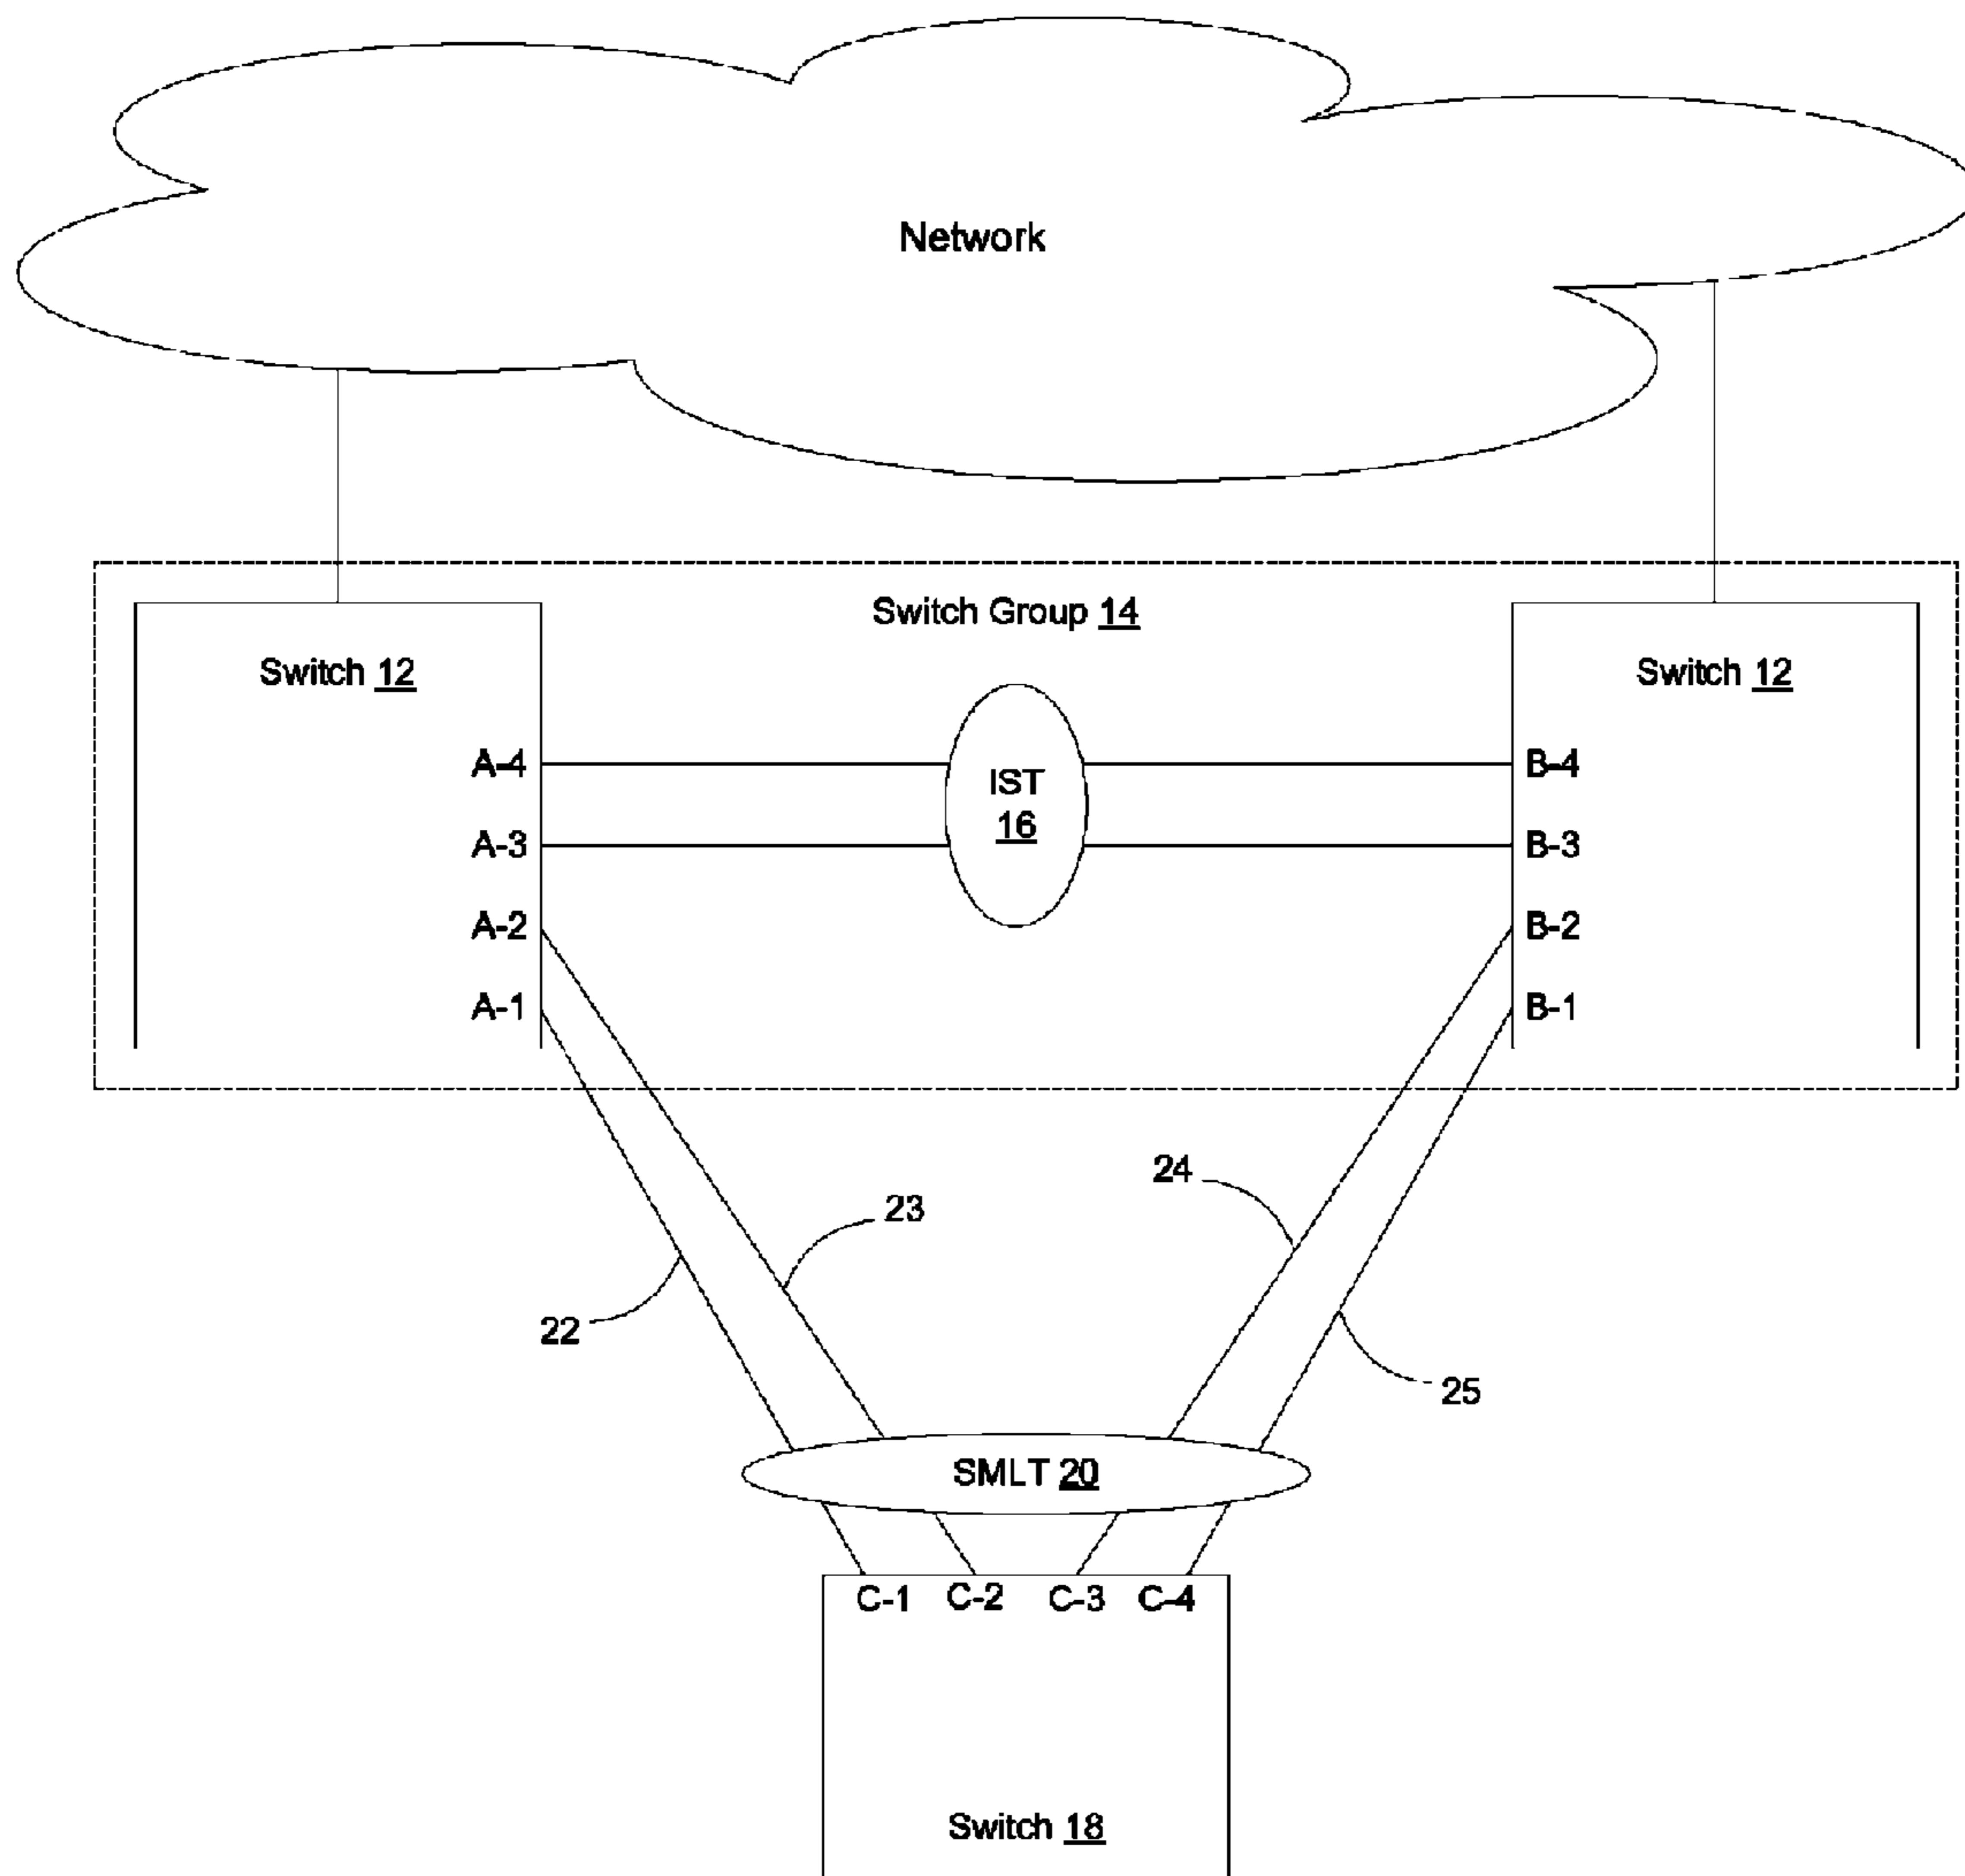 Network
Switch Group 14
Switch 12
Switch 12
A-4
IST
16
B-4
A-3
B-3
A-2
B-2
A-1
B-1
24
23
22
25
SMLT 20
C-1 C-2 C-3 C-4
Switch 18